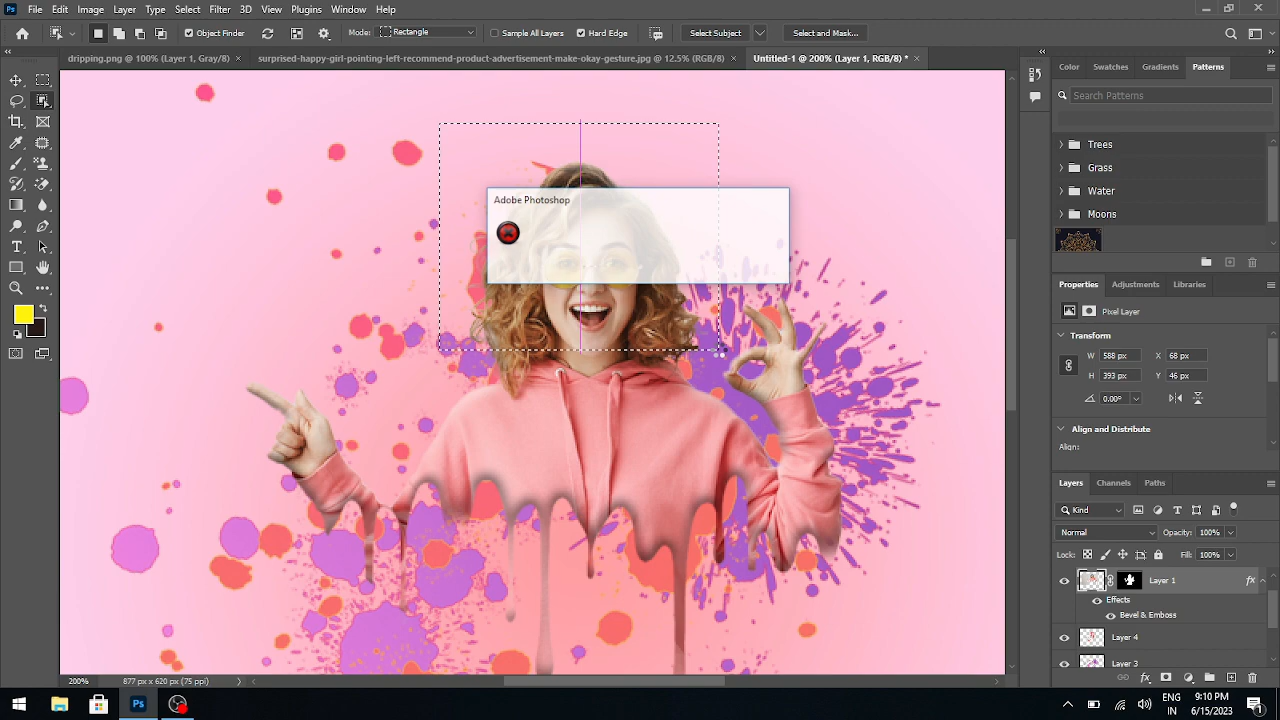 Ps File Edit Image Layer Type Select Filter 3D View Plugins Window Help
Object Finder Mode: Rectangle Sample All Layers Hard Edge Select Subject Select and Mask...
dripping.png @ 100% (Layer 1, Gray/8) × surprised-happy-girl-pointing-left-recommend-product-advertisement-make-okay-gesture.jpg @ 12.5% (RGB/8) * × Untitled-1 @ 200% (Layer 1, RGB/8) * ×
Color Swatches Gradients Patterns
Search Patterns
Trees
Grass
Water
Moons
Adobe Photoshop
Properties Adjustments Libraries
Pixel Layer
Transform
W 588 px X 68 px
H 393 px Y 46 px
0.00°
Align and Distribute
Align:
Layers Channels Paths
Kind
Normal Opacity: 100%
Lock: Fill: 100%
Layer 1 fx
Effects
Bevel & Emboss
Layer 4
Layer 3
200% 877 px x 620 px (75 ppi)
Ps
ENG 9:10 PM
IN 6/15/2023